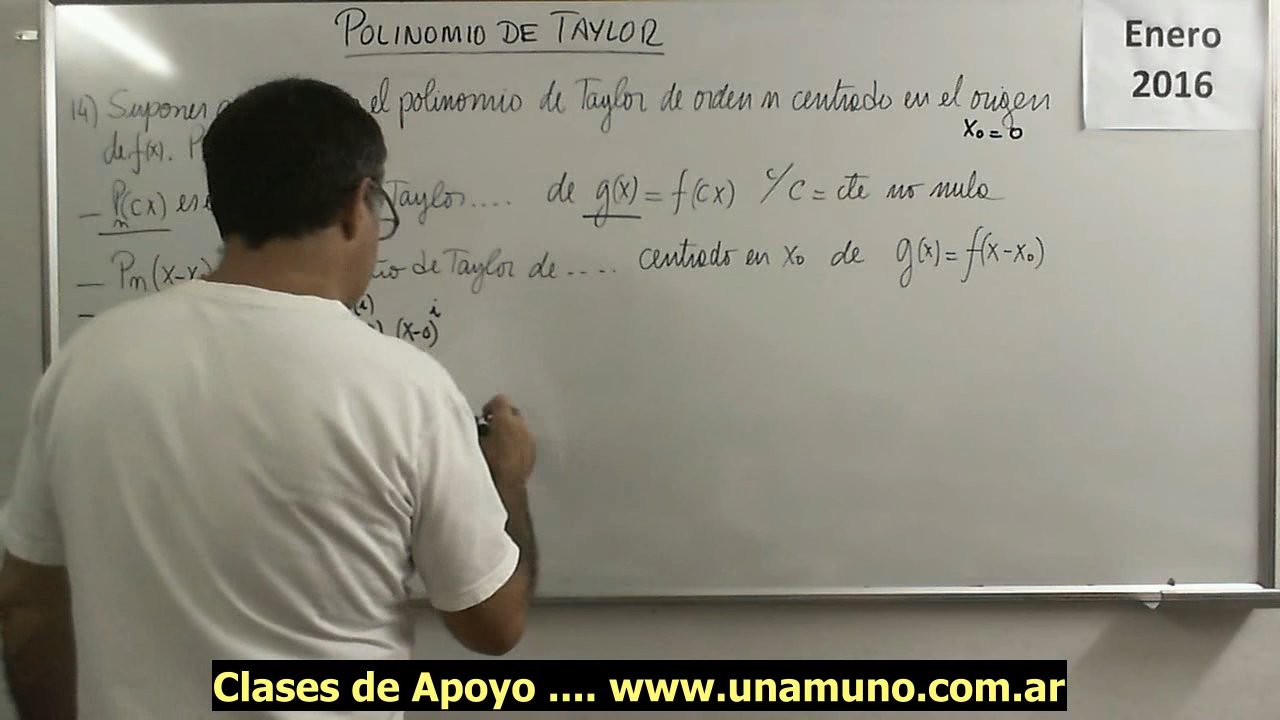 POLINOMIO DE TAYLOR
Enero
2016
14) Suponer el polinomio de Taylor de orden n centrado en el origen
x₀ = 0
de f(x). P
– Pₙ(cx) es e Taylor.... de g(x) = f(cx) c/c = cte no nula
– Pₙ(x-x₀ de Taylor de .... centrado en x₀ de g(x) = f(x-x₀)
(i) (x-0)ⁱ
Clases de Apoyo .... www.unamuno.com.ar